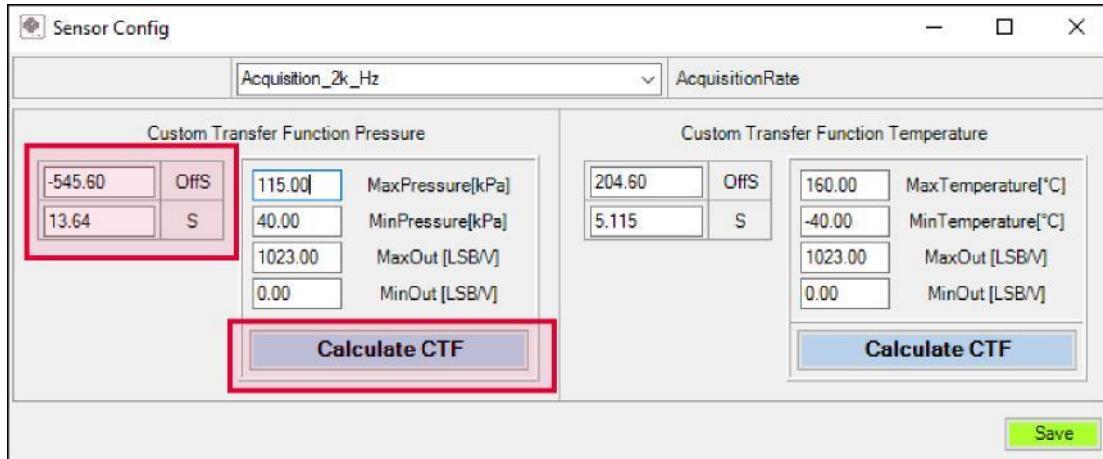 Sensor Config
Acquisition_2k_Hz AcquisitionRate
Custom Transfer Function Pressure
-545.60 OffS
13.64 S
115.00 MaxPressure[kPa]
40.00 MinPressure[kPa]
1023.00 MaxOut [LSB/V]
0.00 MinOut [LSB/V]
Calculate CTF
Custom Transfer Function Temperature
204.60 OffS
5.115 S
160.00 MaxTemperature[°C]
-40.00 MinTemperature[°C]
1023.00 MaxOut [LSB/V]
0.00 MinOut [LSB/V]
Calculate CTF
Save